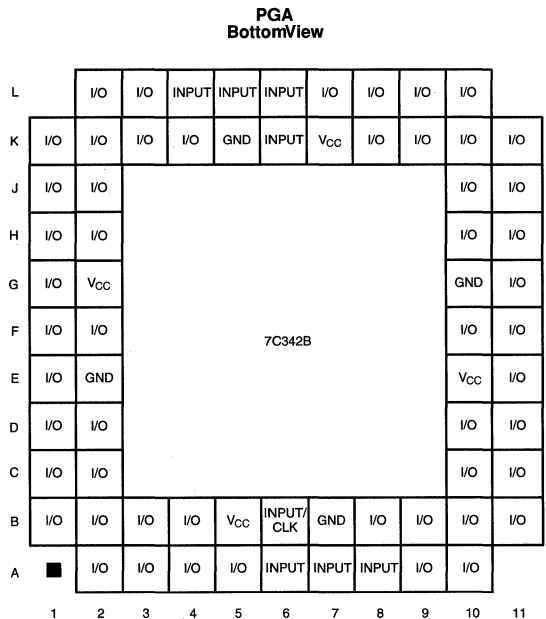 PGA
BottomView
L I/O I/O INPUT INPUT INPUT I/O I/O I/O I/O
K I/O I/O I/O I/O GND INPUT VCC I/O I/O I/O I/O
J I/O I/O I/O I/O
H I/O I/O I/O I/O
G I/O VCC GND I/O
F I/O I/O I/O I/O
7C342B
E I/O GND VCC I/O
D I/O I/O I/O I/O
C I/O I/O I/O I/O
B I/O I/O I/O I/O VCC INPUT/ CLK GND I/O I/O I/O I/O
A I/O I/O I/O I/O INPUT INPUT INPUT I/O I/O
1 2 3 4 5 6 7 8 9 10 11